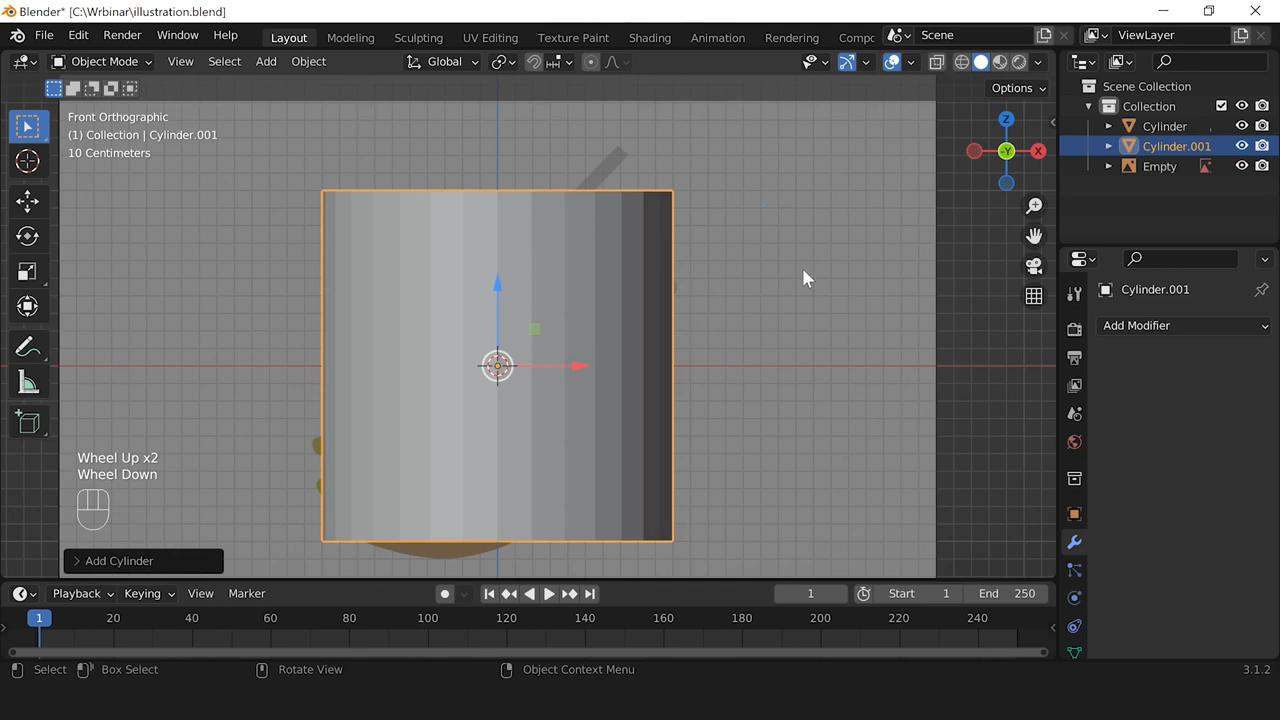 Blender* [C:\Wrbinar\illustration.blend]
File Edit Render Window Help Layout Modeling Sculpting UV Editing Texture Paint Shading Animation Rendering Compc Scene ViewLayer
Object Mode View Select Add Object Global
Options
Front Orthographic
(1) Collection | Cylinder.001
10 Centimeters
Z
-Y
X
Wheel Up x2
Wheel Down
> Add Cylinder
Scene Collection
Collection
Cylinder
Cylinder.001
Empty
Cylinder.001
Add Modifier
Playback Keying View Marker 1 Start 1 End 250
1 20 40 60 80 100 120 140 160 180 200 220 240
Select Box Select Rotate View Object Context Menu 3.1.2